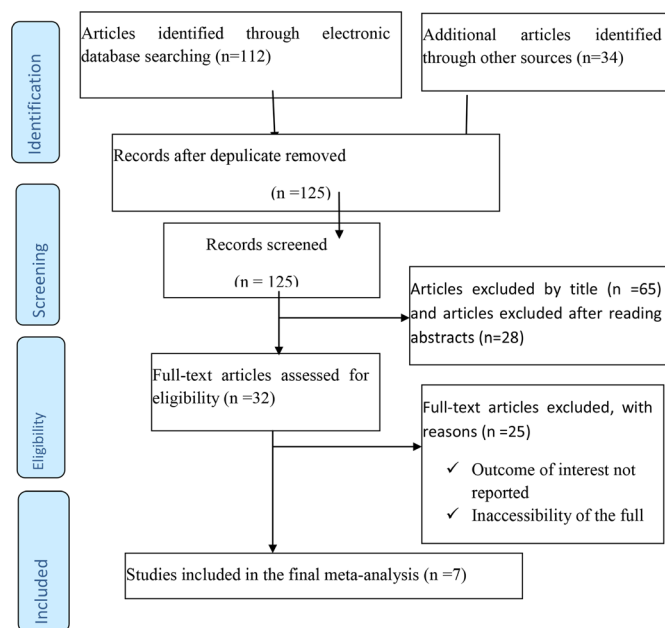 Articles identified through electronic
database searching (n=112)
Additional articles identified
through other sources (n=34)
Identification
Records after depulicate removed
(n =125)
Screening
Records screened
(n = 125)
Articles excluded by title (n =65)
and articles excluded after reading
abstracts (n=28)
Eligibility
Full-text articles assessed for
eligibility (n =32)
Full-text articles excluded, with
reasons (n =25)
✓ Outcome of interest not
reported
✓ Inaccessibility of the full
Included
Studies included in the final meta-analysis (n =7)